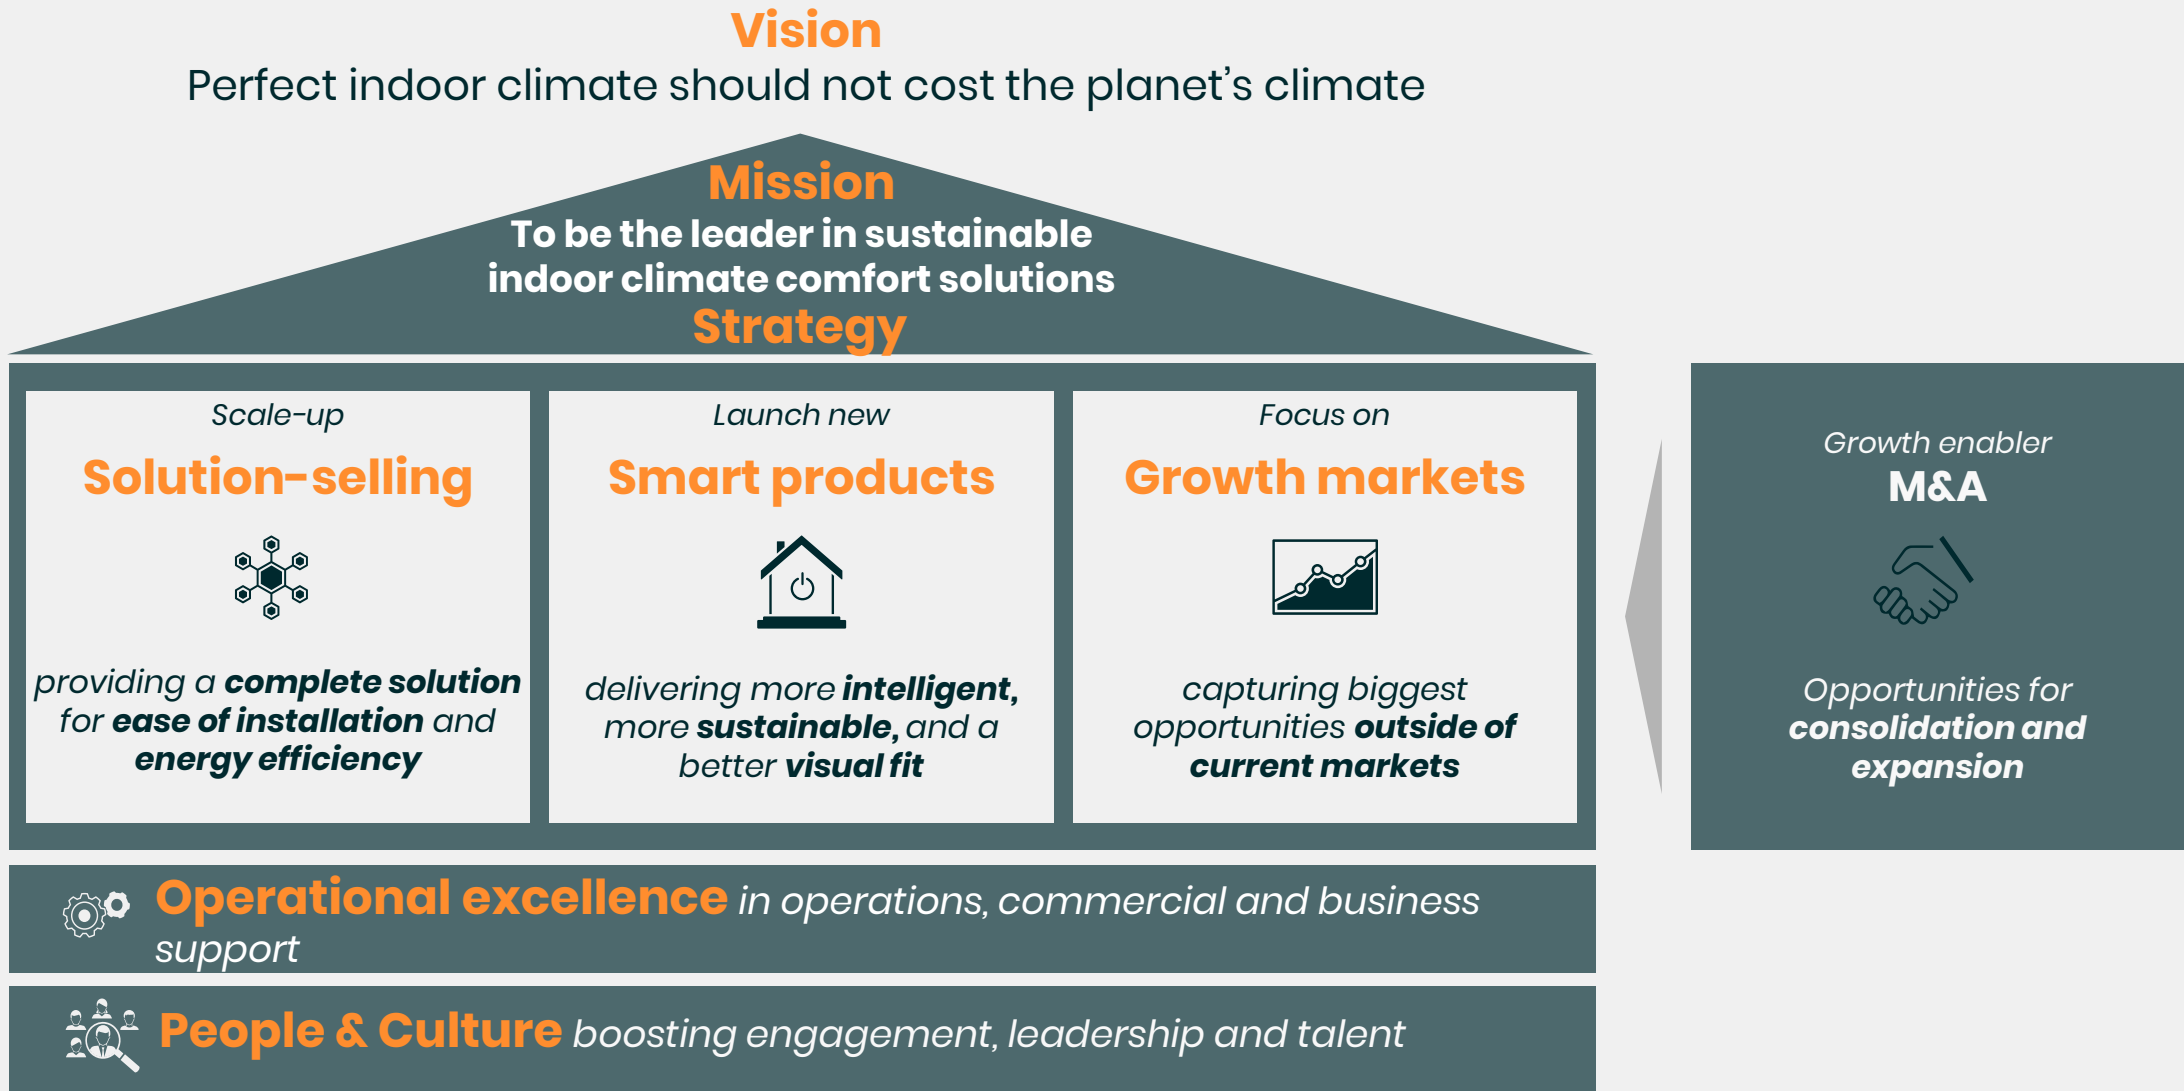 Vision
Perfect indoor climate should not cost the planet’s climate
Mission
To be the leader in sustainable
indoor climate comfort solutions
Strategy
Scale-up
Solution-selling
providing a complete solution
for ease of installation and
energy efficiency
Launch new
Smart products
delivering more intelligent,
more sustainable, and a
better visual fit
Focus on
Growth markets
capturing biggest
opportunities outside of
current markets
Growth enabler
M&A
Opportunities for
consolidation and
expansion
Operational excellence in operations, commercial and business
support
People & Culture boosting engagement, leadership and talent